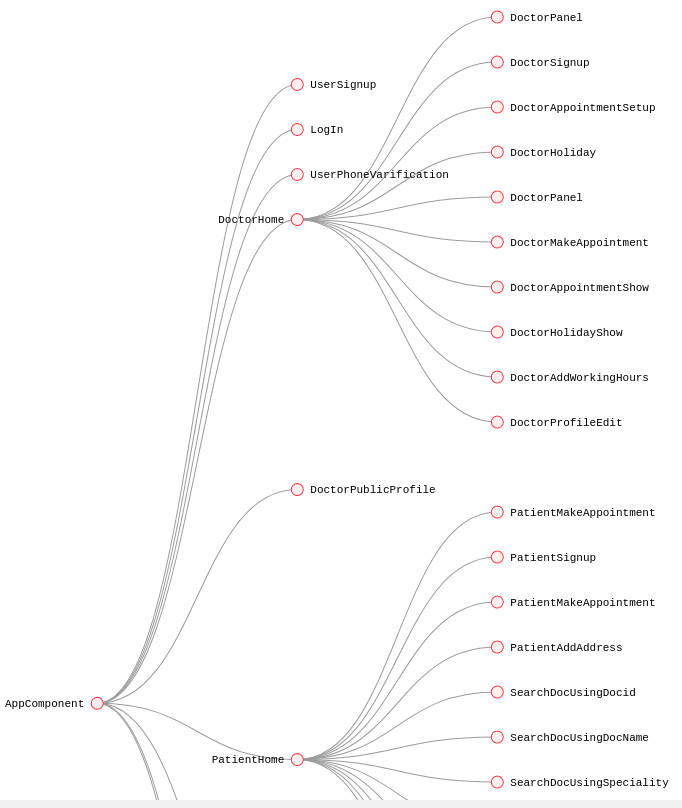 DoctorPanel
DoctorSignup
UserSignup
DoctorAppointmentSetup
LogIn
DoctorHoliday
UserPhoneVarification
DoctorPanel
DoctorHome
DoctorMakeAppointment
DoctorAppointmentShow
DoctorHolidayShow
DoctorAddWorkingHours
DoctorProfileEdit
DoctorPublicProfile
PatientMakeAppointment
PatientSignup
PatientMakeAppointment
PatientAddAddress
SearchDocUsingDocid
AppComponent
SearchDocUsingDocName
PatientHome
SearchDocUsingSpeciality